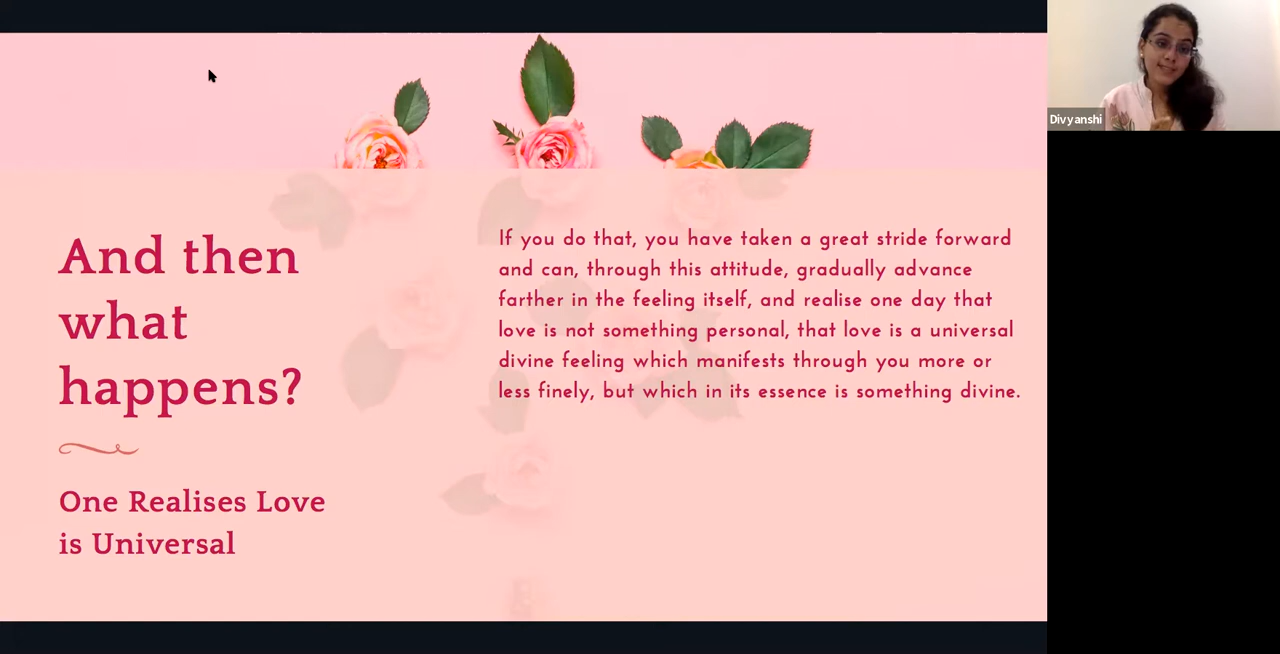 And then
what
happens?
One Realises Love
is Universal
If you do that, you have taken a great stride forward
and can, through this attitude, gradually advance
farther in the feeling itself, and realise one day that
love is not something personal, that love is a universal
divine feeling which manifests through you more or
less finely, but which in its essence is something divine.
Divyanshi